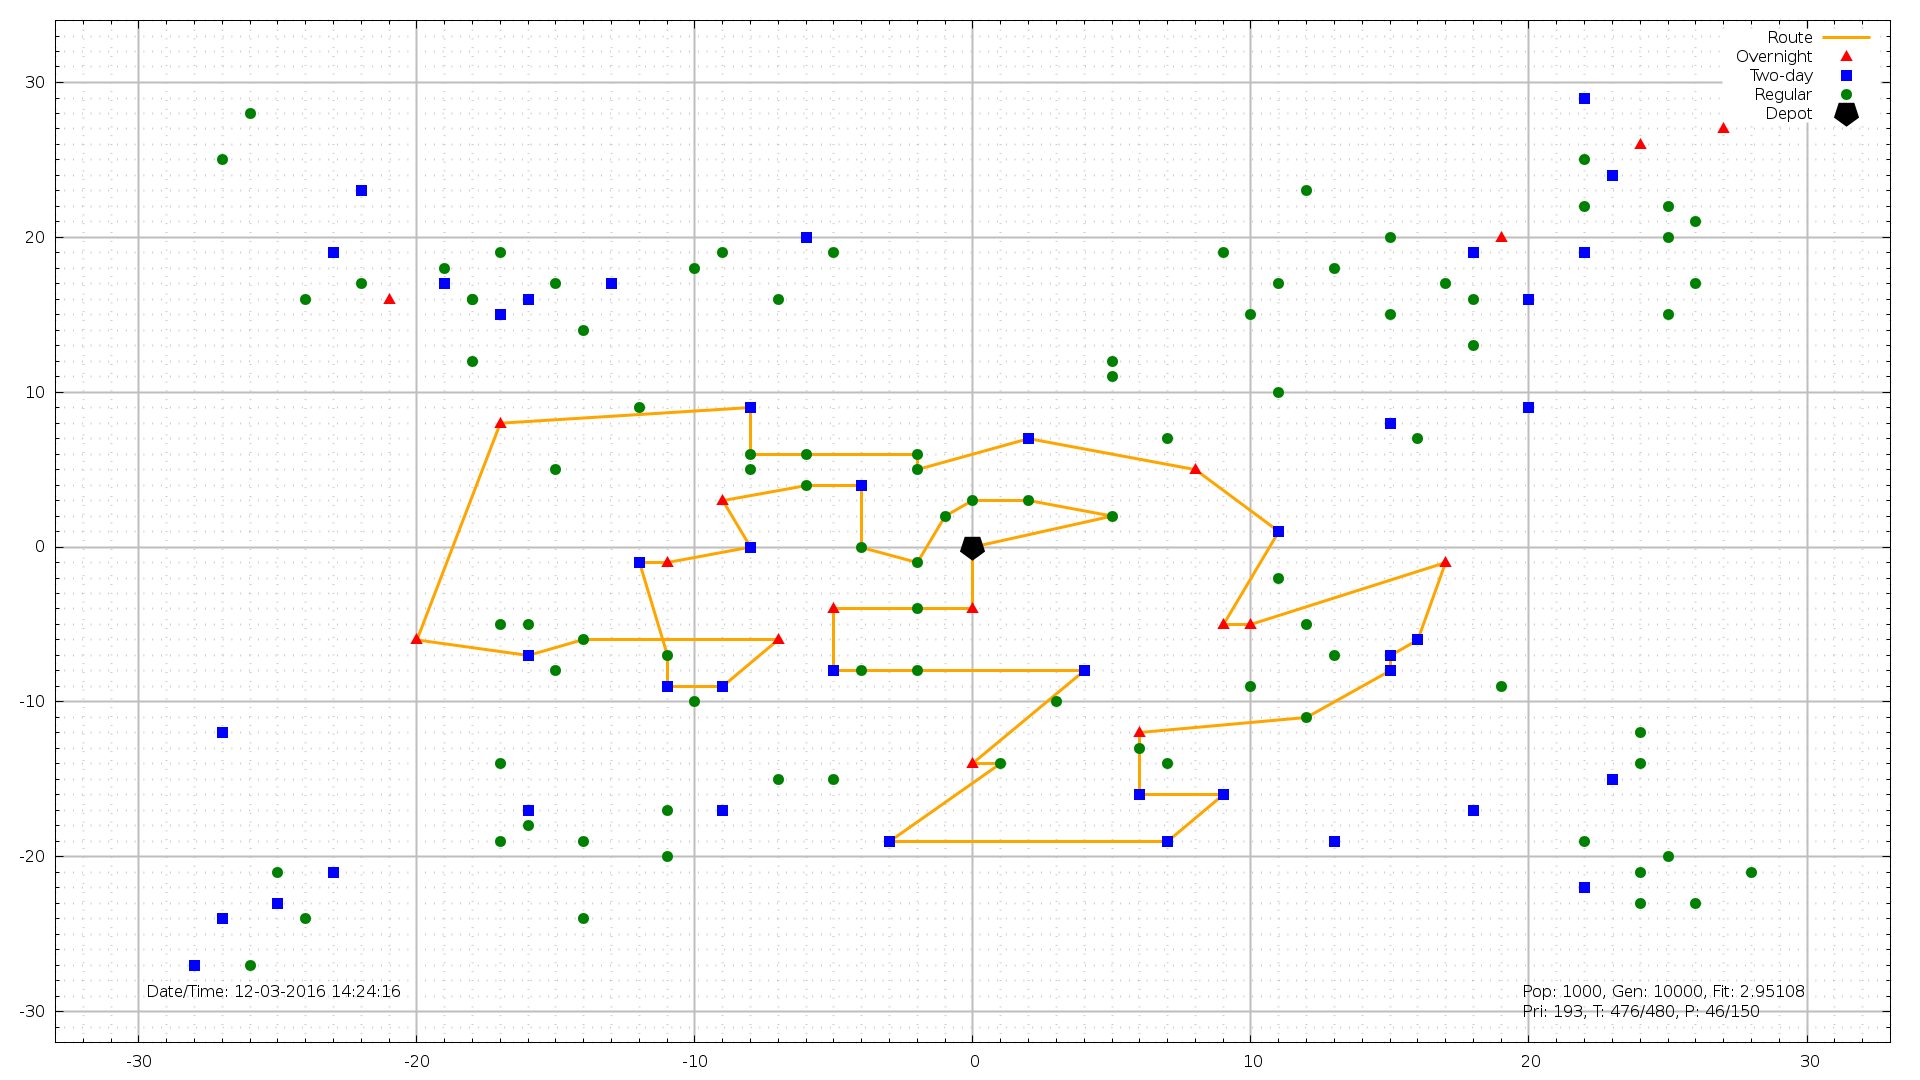 Route
Overnight
Two-day
Regular
Depot
30
20
10
0
-10
-20
-30
Date/Time: 12-03-2016 14:24:16
Pop: 1000, Gen: 10000, Fit: 2.95108
Pri: 193, T: 476/480, P: 46/150
-30 -20 -10 0 10 20 30